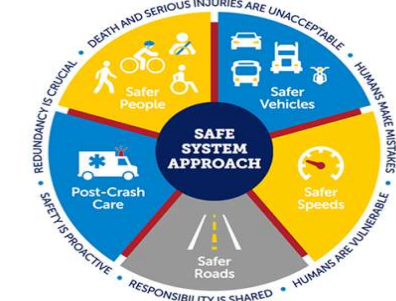 DEATH AND SERIOUS INJURIES ARE UNACCEPTABLE
HUMANS MAKE MISTAKES
HUMANS ARE VULNERABLE
RESPONSIBILITY IS SHARED
SAFETY IS PROACTIVE
REDUNDANCY IS CRUCIAL
Safer
People
Safer
Vehicles
SAFE
SYSTEM
APPROACH
Post-Crash
Care
Safer
Speeds
Safer
Roads